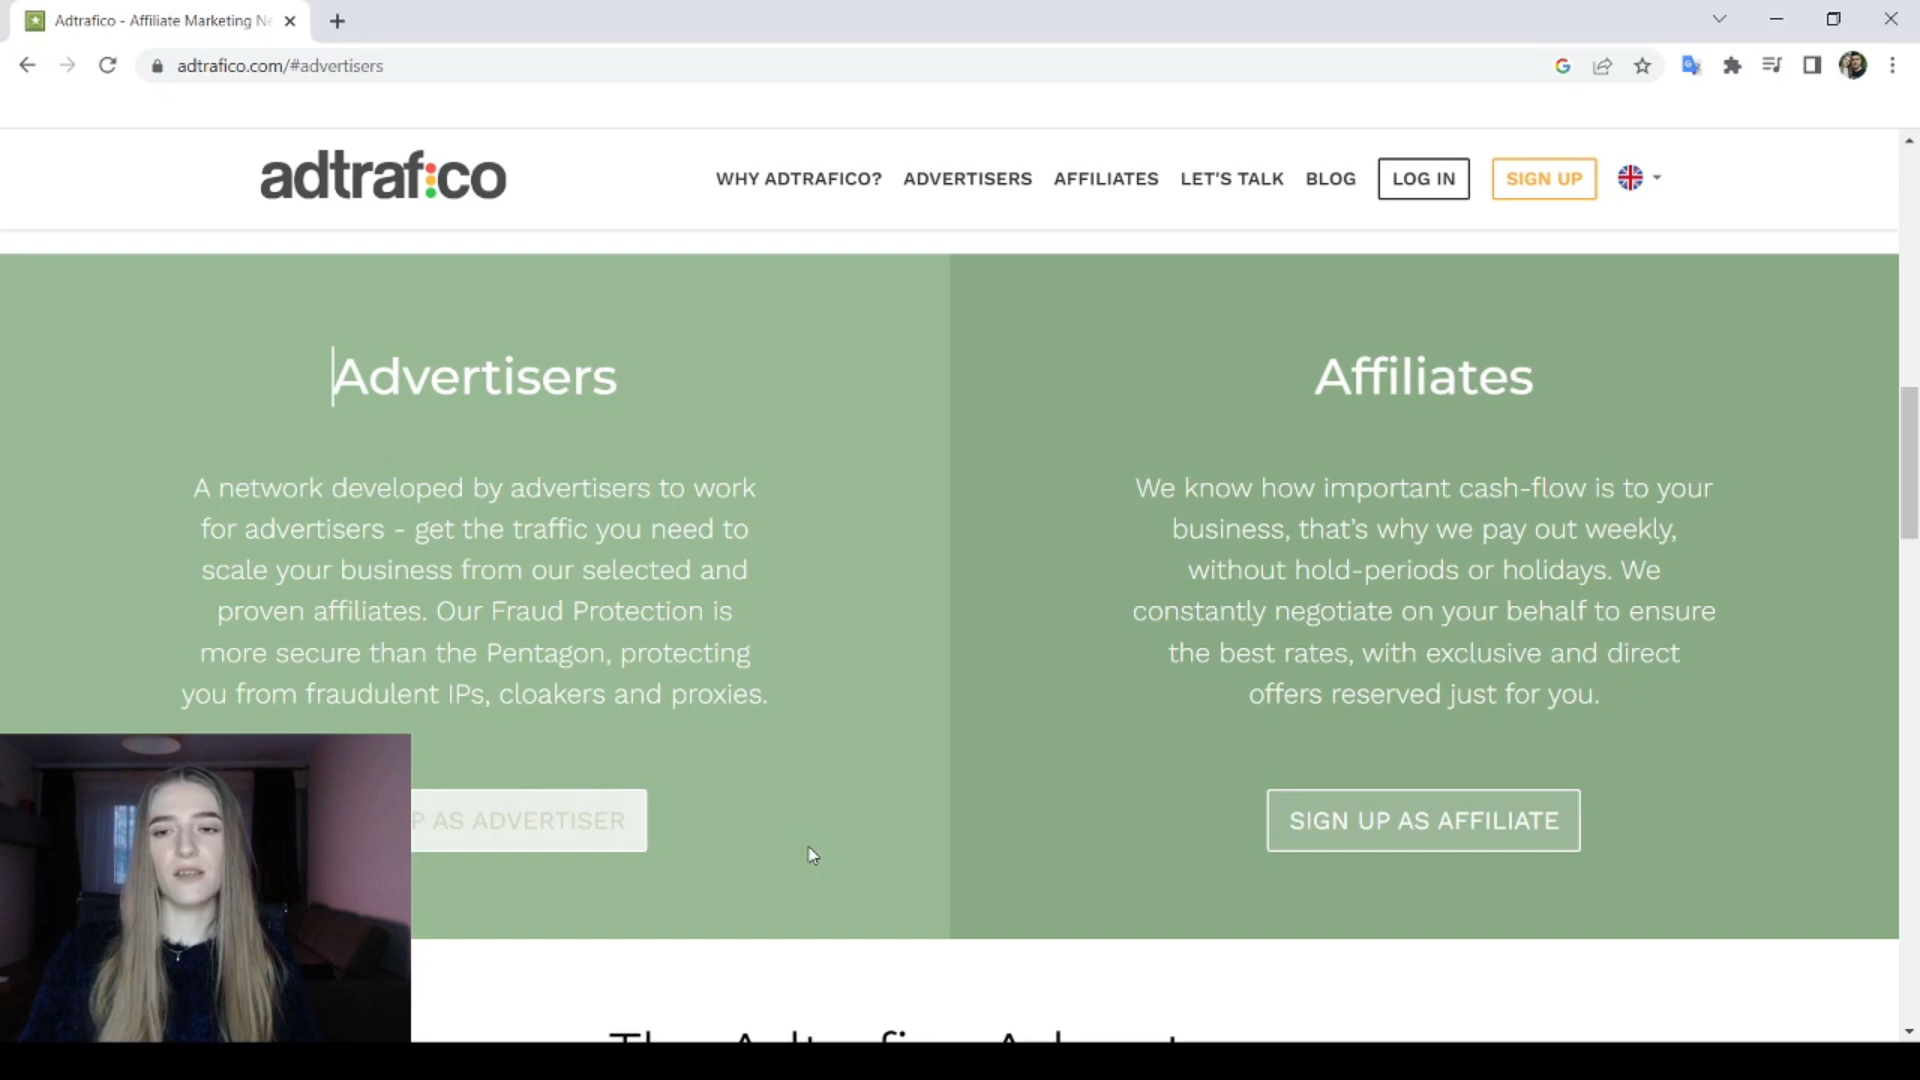 Adtrafico - Affiliate Marketing Ne
adtrafico.com/#advertisers
adtrafico
WHY ADTRAFICO?
ADVERTISERS
AFFILIATES
LET'S TALK
BLOG
LOG IN
SIGN UP
Advertisers
A network developed by advertisers to work
for advertisers - get the traffic you need to
scale your business from our selected and
proven affiliates. Our Fraud Protection is
more secure than the Pentagon, protecting
you from fraudulent IPs, cloakers and proxies.
P AS ADVERTISER
Affiliates
We know how important cash-flow is to your
business, that’s why we pay out weekly,
without hold-periods or holidays. We
constantly negotiate on your behalf to ensure
the best rates, with exclusive and direct
offers reserved just for you.
SIGN UP AS AFFILIATE